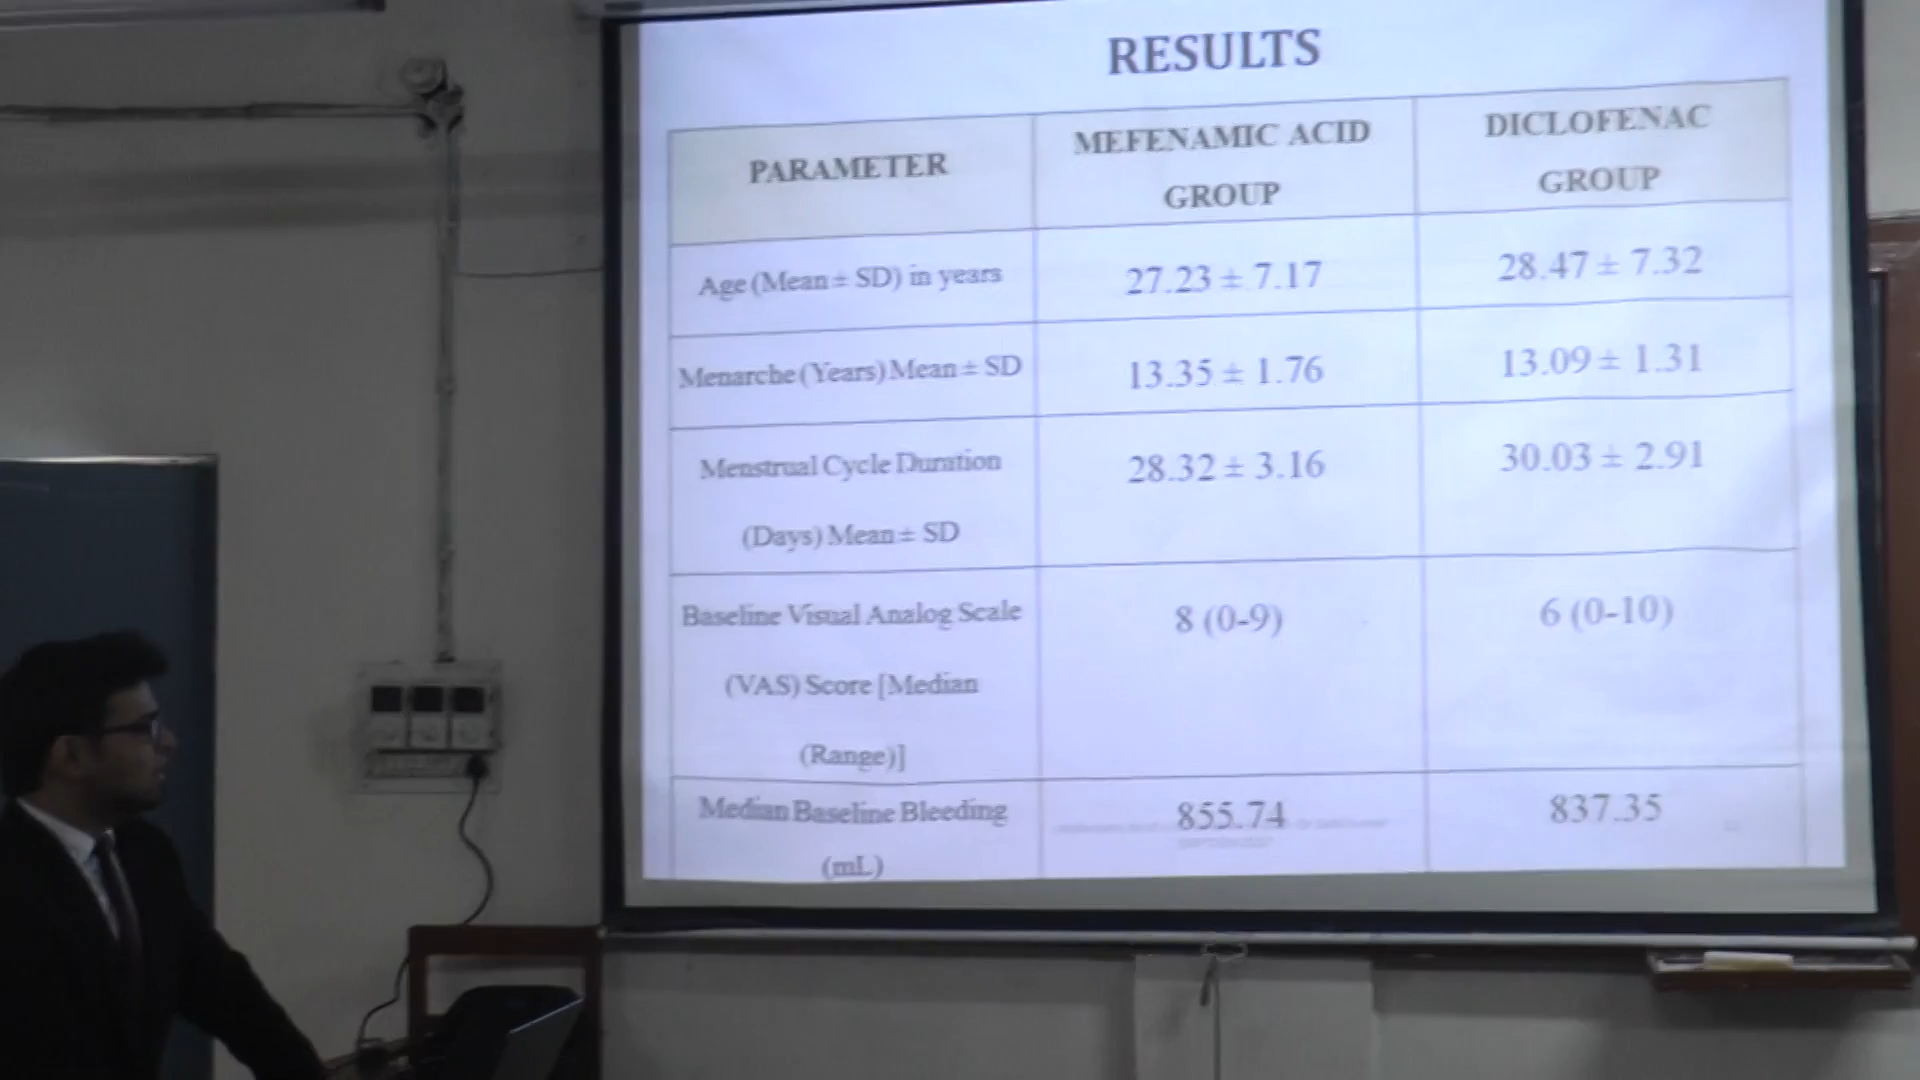 RESULTS
PARAMETER
MEFENAMIC ACID
GROUP
DICLOFENAC
GROUP
Age (Mean ± SD) in years
27.23 ± 7.17
28.47 ± 7.32
Menarche (Years) Mean ± SD
13.35 ± 1.76
13.09 ± 1.31
Menstrual Cycle Duration
(Days) Mean ± SD
28.32 ± 3.16
30.03 ± 2.91
Baseline Visual Analog Scale
(VAS) Score [Median
(Range)]
8 (0-9)
6 (0-10)
Median Baseline Bleeding
(mL)
855.74
837.35